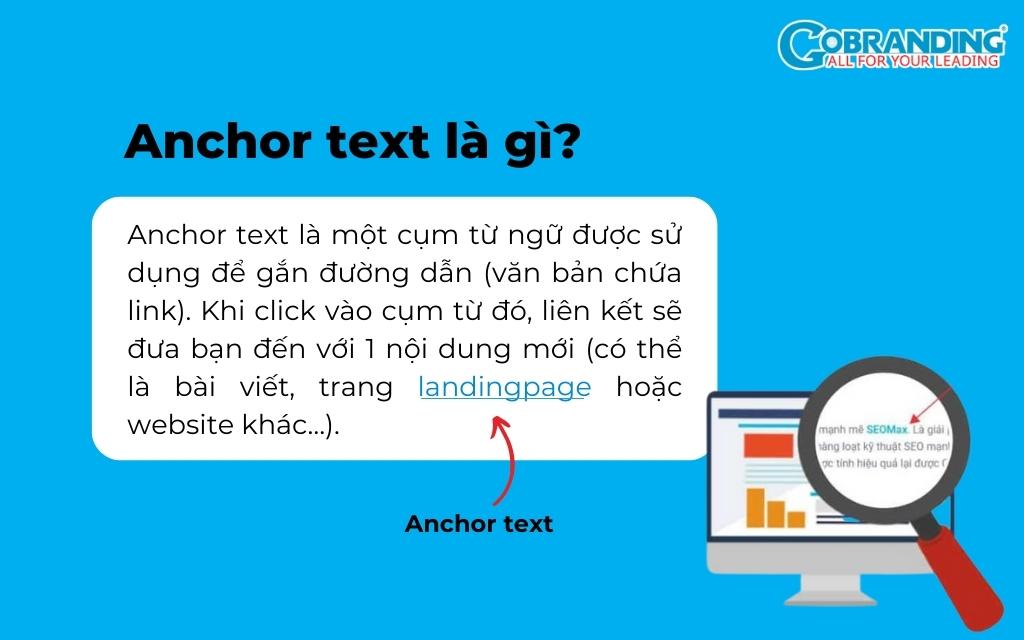 GOBRANDING®
ALL FOR YOUR LEADING
Anchor text là gì?
Anchor text là một cụm từ ngữ được sử
dụng để gắn đường dẫn (văn bản chứa
link). Khi click vào cụm từ đó, liên kết sẽ
đưa bạn đến với 1 nội dung mới (có thể
là bài viết, trang landingpage hoặc
website khác...).
mạnh mẽ SEOMax. Là giải
hàng loạt kỹ thuật SEO mạnh
ợc tính hiệu quả lại được
Anchor text